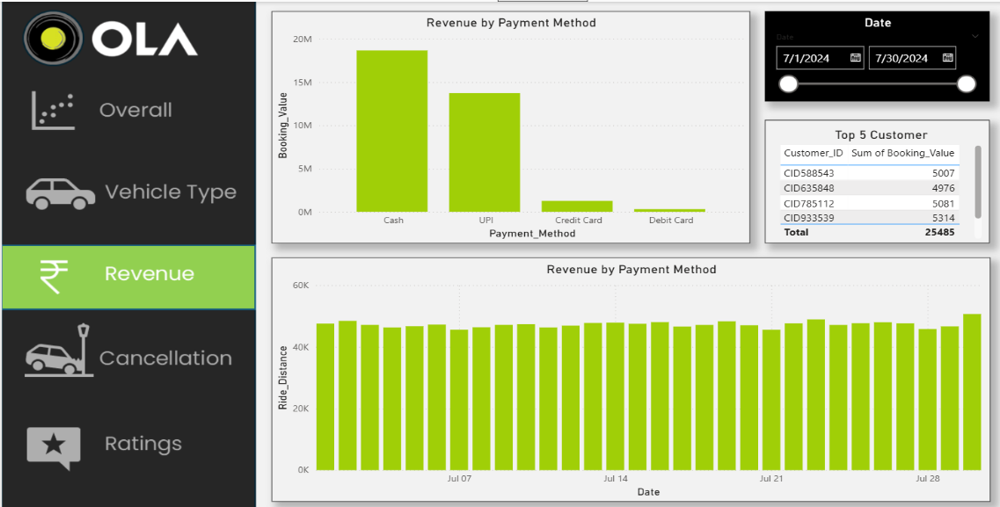 OLA
Overall
Vehicle Type
Revenue
Cancellation
Ratings
Revenue by Payment Method
Booking_Value
20M
15M
10M
5M
0M
Cash UPI Credit Card Debit Card
Payment_Method
Date
Date
7/1/2024 7/30/2024
Top 5 Customer
Customer_ID Sum of Booking_Value
CID588543 5007
CID635848 4976
CID785112 5081
CID933539 5314
Total 25485
Revenue by Payment Method
Ride_Distance
60K
40K
20K
0K
Jul 07 Jul 14 Jul 21 Jul 28
Date